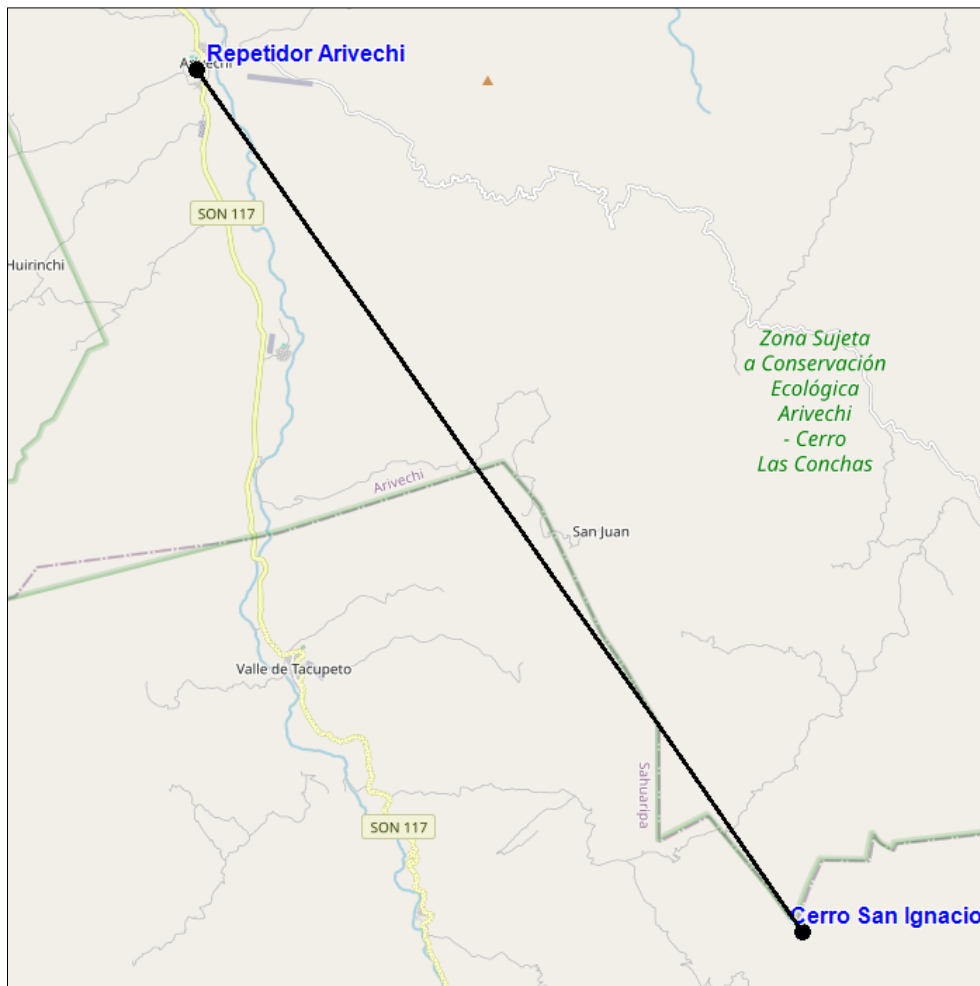 Repetidor Arivechi
Arivechi
SON 117
Huirinchi
Zona Sujeta
a Conservación
Ecológica
Arivechi
- Cerro
Las Conchas
Arivechi
San Juan
Valle de Tacupeto
Sahuaripa
SON 117
Cerro San Ignacio